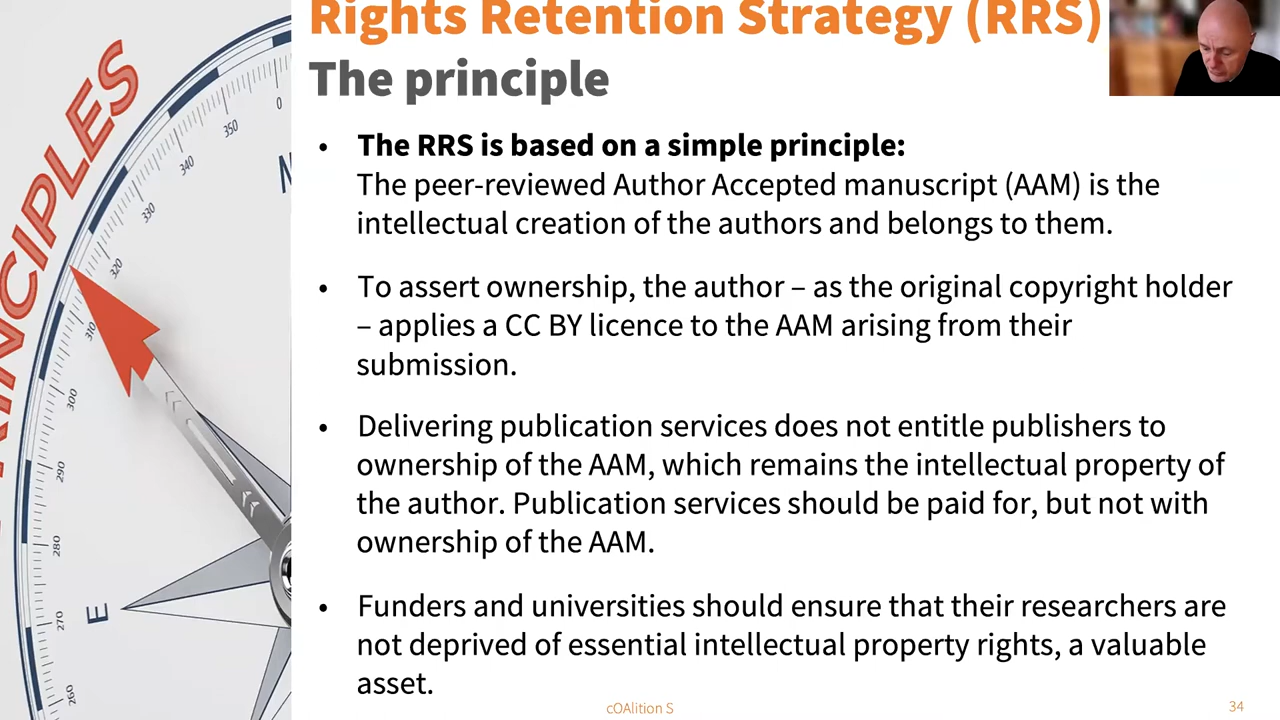 Rights Retention Strategy (RRS)
The principle
• The RRS is based on a simple principle:
The peer-reviewed Author Accepted manuscript (AAM) is the
intellectual creation of the authors and belongs to them.
• To assert ownership, the author – as the original copyright holder
– applies a CC BY licence to the AAM arising from their
submission.
• Delivering publication services does not entitle publishers to
ownership of the AAM, which remains the intellectual property of
the author. Publication services should be paid for, but not with
ownership of the AAM.
• Funders and universities should ensure that their researchers are
not deprived of essential intellectual property rights, a valuable
asset.
cOAlition S
34
NCIPLES
0
350
340
330
320
310
300
290
280
270
260
N
E